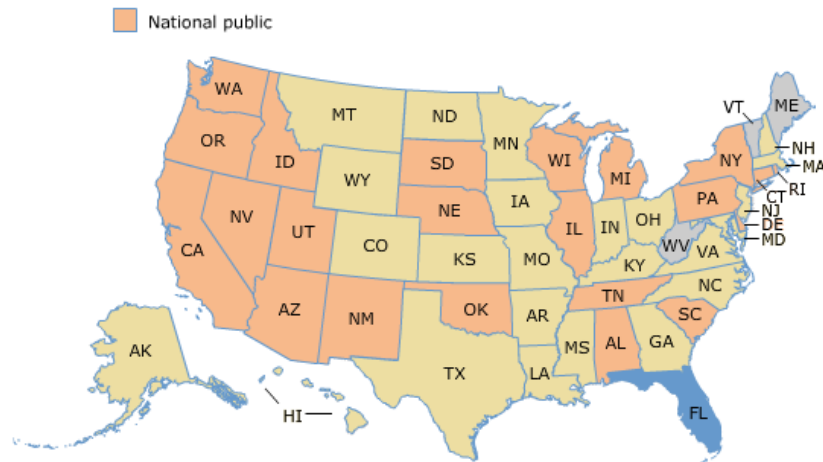 National public
WA
MT
ND
MN
VT
ME
OR
ID
SD
WI
MI
NY
NH
MA
WY
NE
IA
PA
RI
CT
NV
UT
CO
IL
IN
OH
NJ
DE
MD
CA
KS
MO
WV
VA
KY
NC
AZ
NM
OK
AR
TN
SC
AK
TX
LA
MS
AL
GA
HI
FL